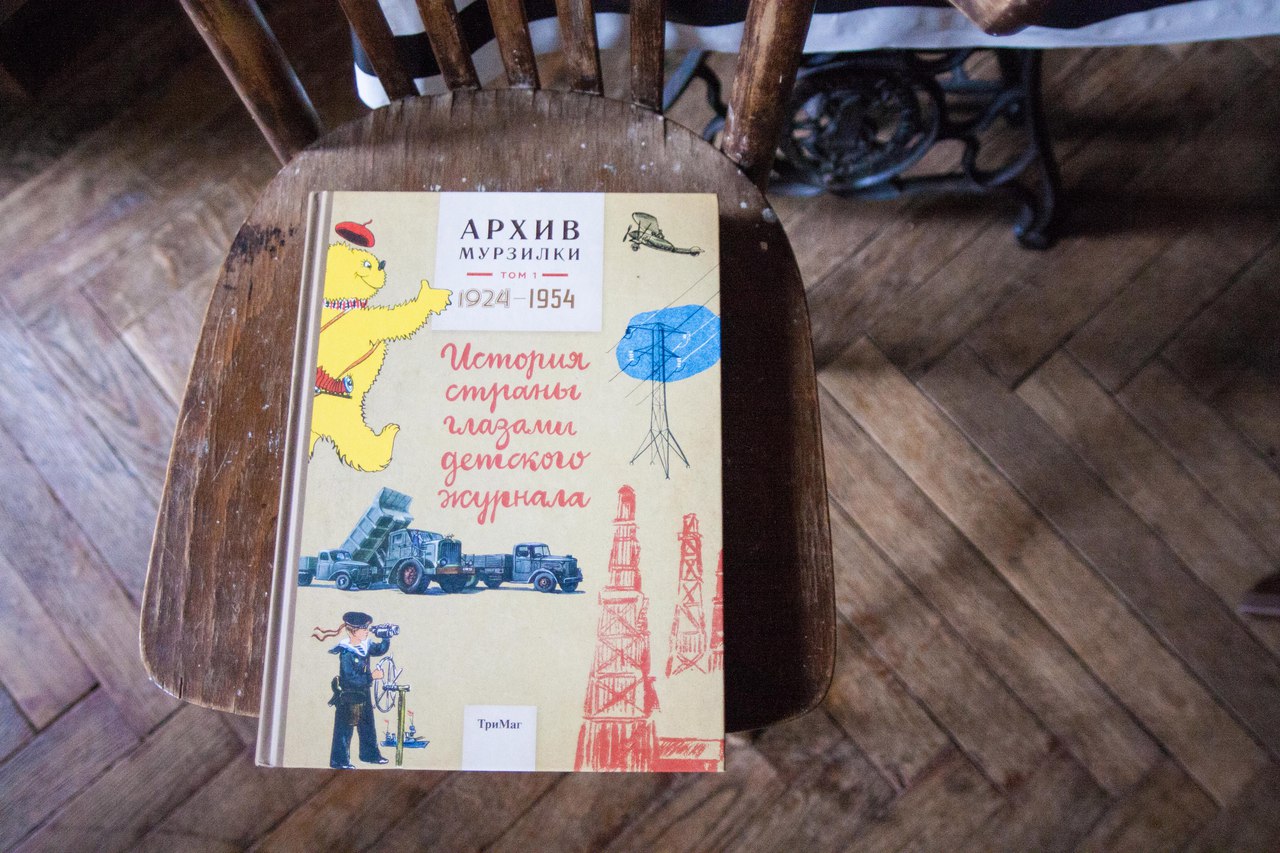 АРХИВ
МУРЗИЛКИ
ТОМ 1
1924–1954
История
страны
глазами
детского
журнала
ТриМаг